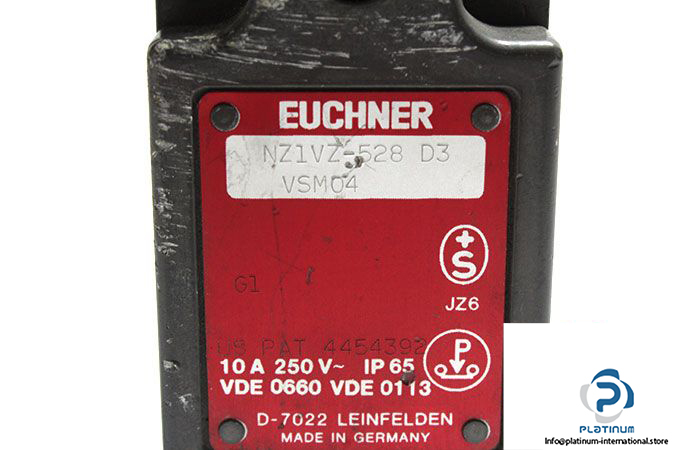 EUCHNER
NZ1VZ-528 D3
VSM04
+S
JZ6
G1
US PAT 4454392
P
10 A 250 V~ IP 65
VDE 0660 VDE 0113
D-7022 LEINFELDEN
MADE IN GERMANY
PLATINUM
info@platinum-international.store